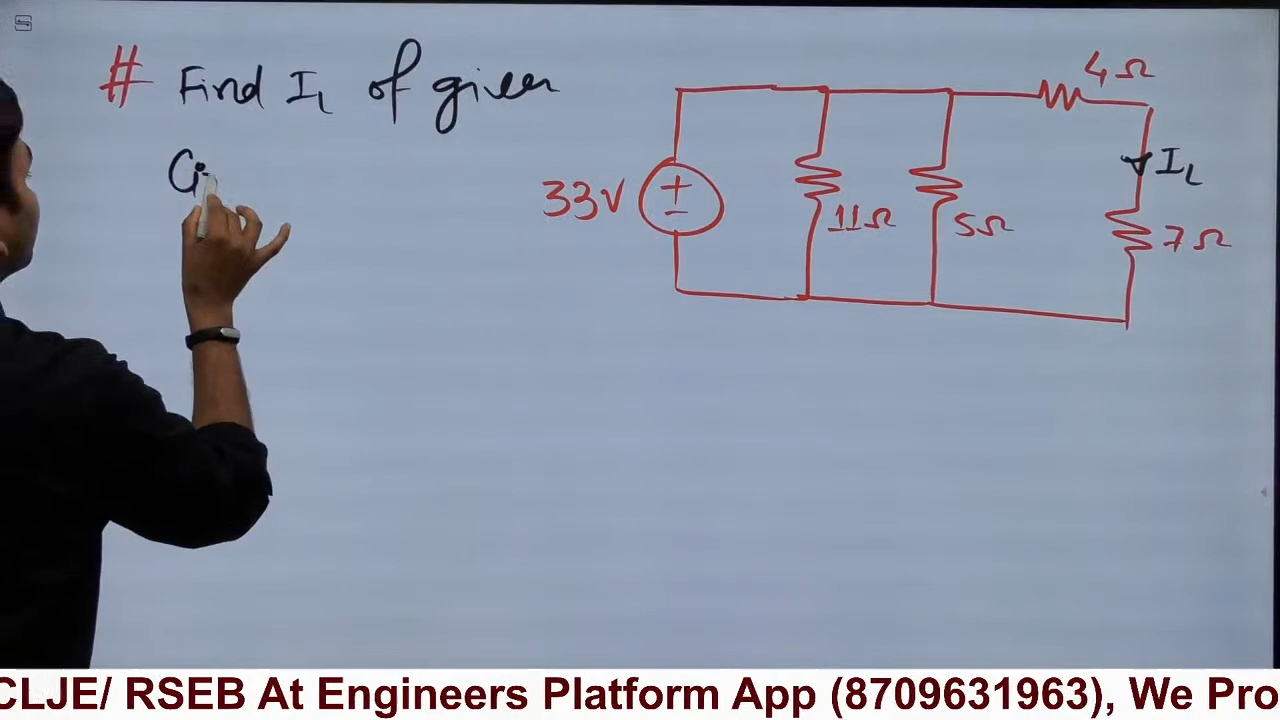 # Find I_L of given
Ci
33V
11Ω
5Ω
4Ω
I_L
7Ω
CLJE/ RSEB At Engineers Platform App (8709631963), We Pro